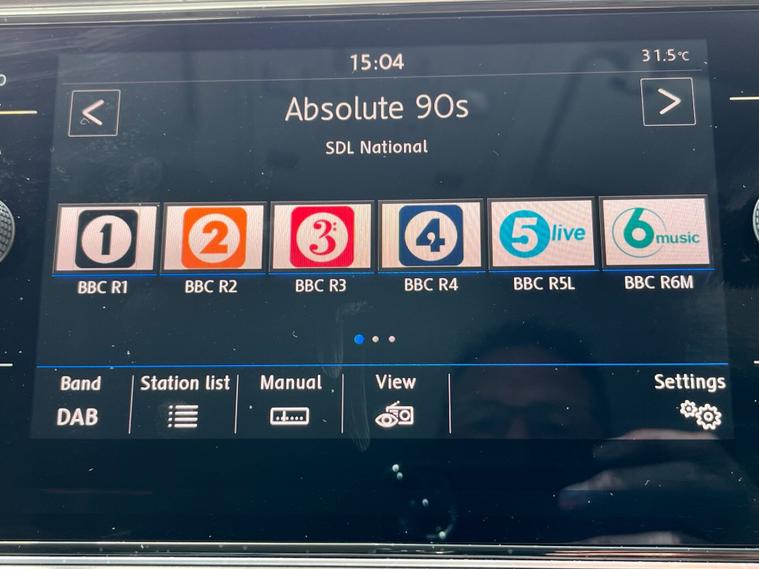 15:04
31.5°C
<
Absolute 90s
>
SDL National
1
2
3:
4
5 live
6 music
BBC R1
BBC R2
BBC R3
BBC R4
BBC R5L
BBC R6M
Band
Station list
Manual
View
Settings
DAB